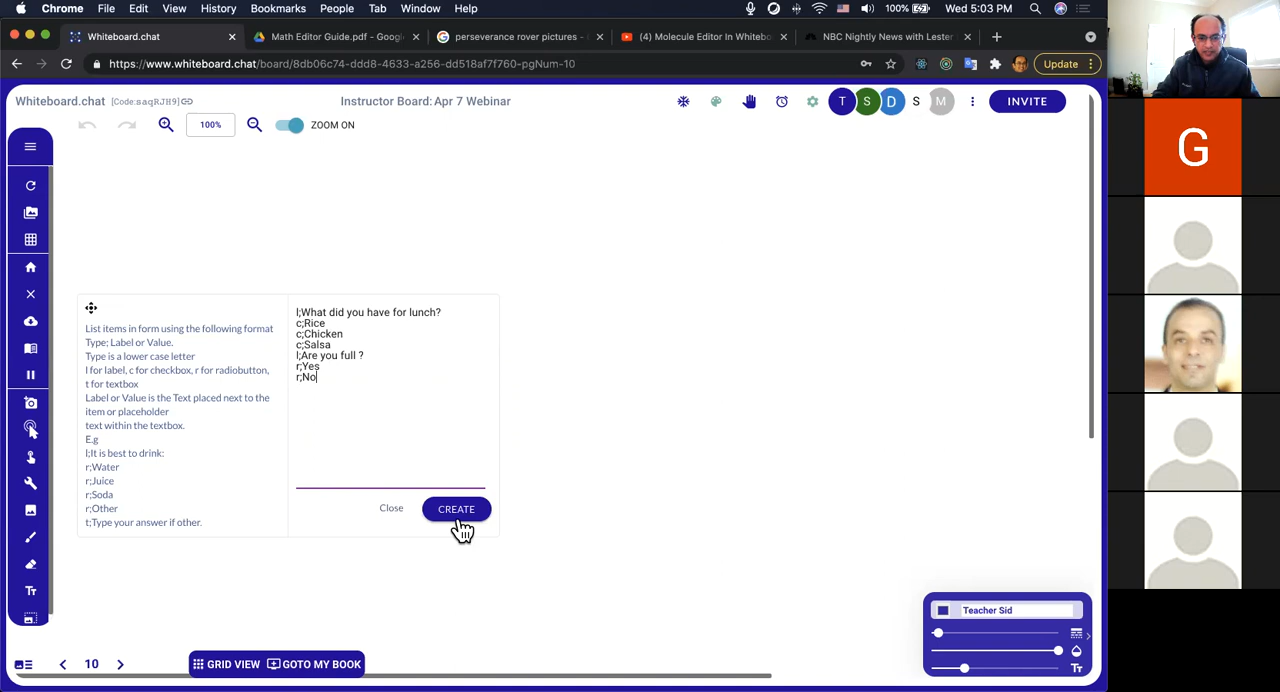 Chrome File Edit View History Bookmarks People Tab Window Help 100% Wed 5:03 PM
Whiteboard.chat
Math Editor Guide.pdf - Googl
perseverance rover pictures -
(4) Molecule Editor In Whitebo
NBC Nightly News with Lester
https://www.whiteboard.chat/board/8db06c74-ddd8-4633-a256-dd518af7f760-pgNum-10
Update
Whiteboard.chat [Code:saqRJH9]
Instructor Board: Apr 7 Webinar
T S D S M
INVITE
100%
ZOOM ON
List items in form using the following format
Type; Label or Value.
Type is a lower case letter
l for label, c for checkbox, r for radiobutton,
t for textbox
Label or Value is the Text placed next to the
item or placeholder
text within the textbox.
E.g
l;It is best to drink:
r;Water
r;Juice
r;Soda
r;Other
t;Type your answer if other.
l;What did you have for lunch?
c;Rice
c;Chicken
c;Salsa
l;Are you full ?
r;Yes
r;No
Close
CREATE
Tт
Teacher Sid
Tт
10
GRID VIEW
GOTO MY BOOK
G